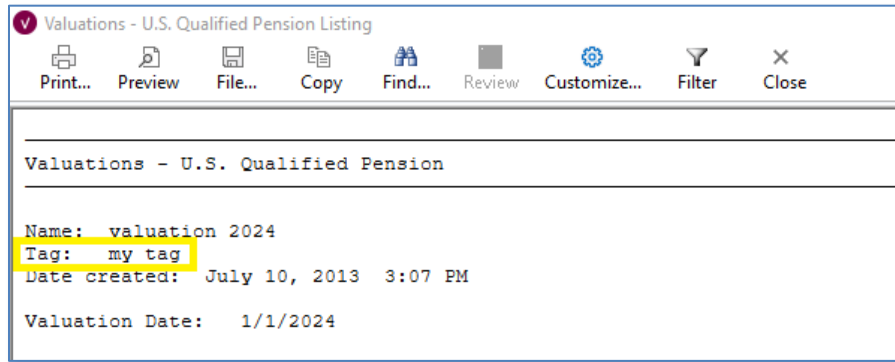 Valuations - U.S. Qualified Pension Listing
Print... Preview File... Copy Find... Review Customize... Filter Close
Valuations - U.S. Qualified Pension
Name: valuation 2024
Tag: my tag
Date created: July 10, 2013 3:07 PM
Valuation Date: 1/1/2024